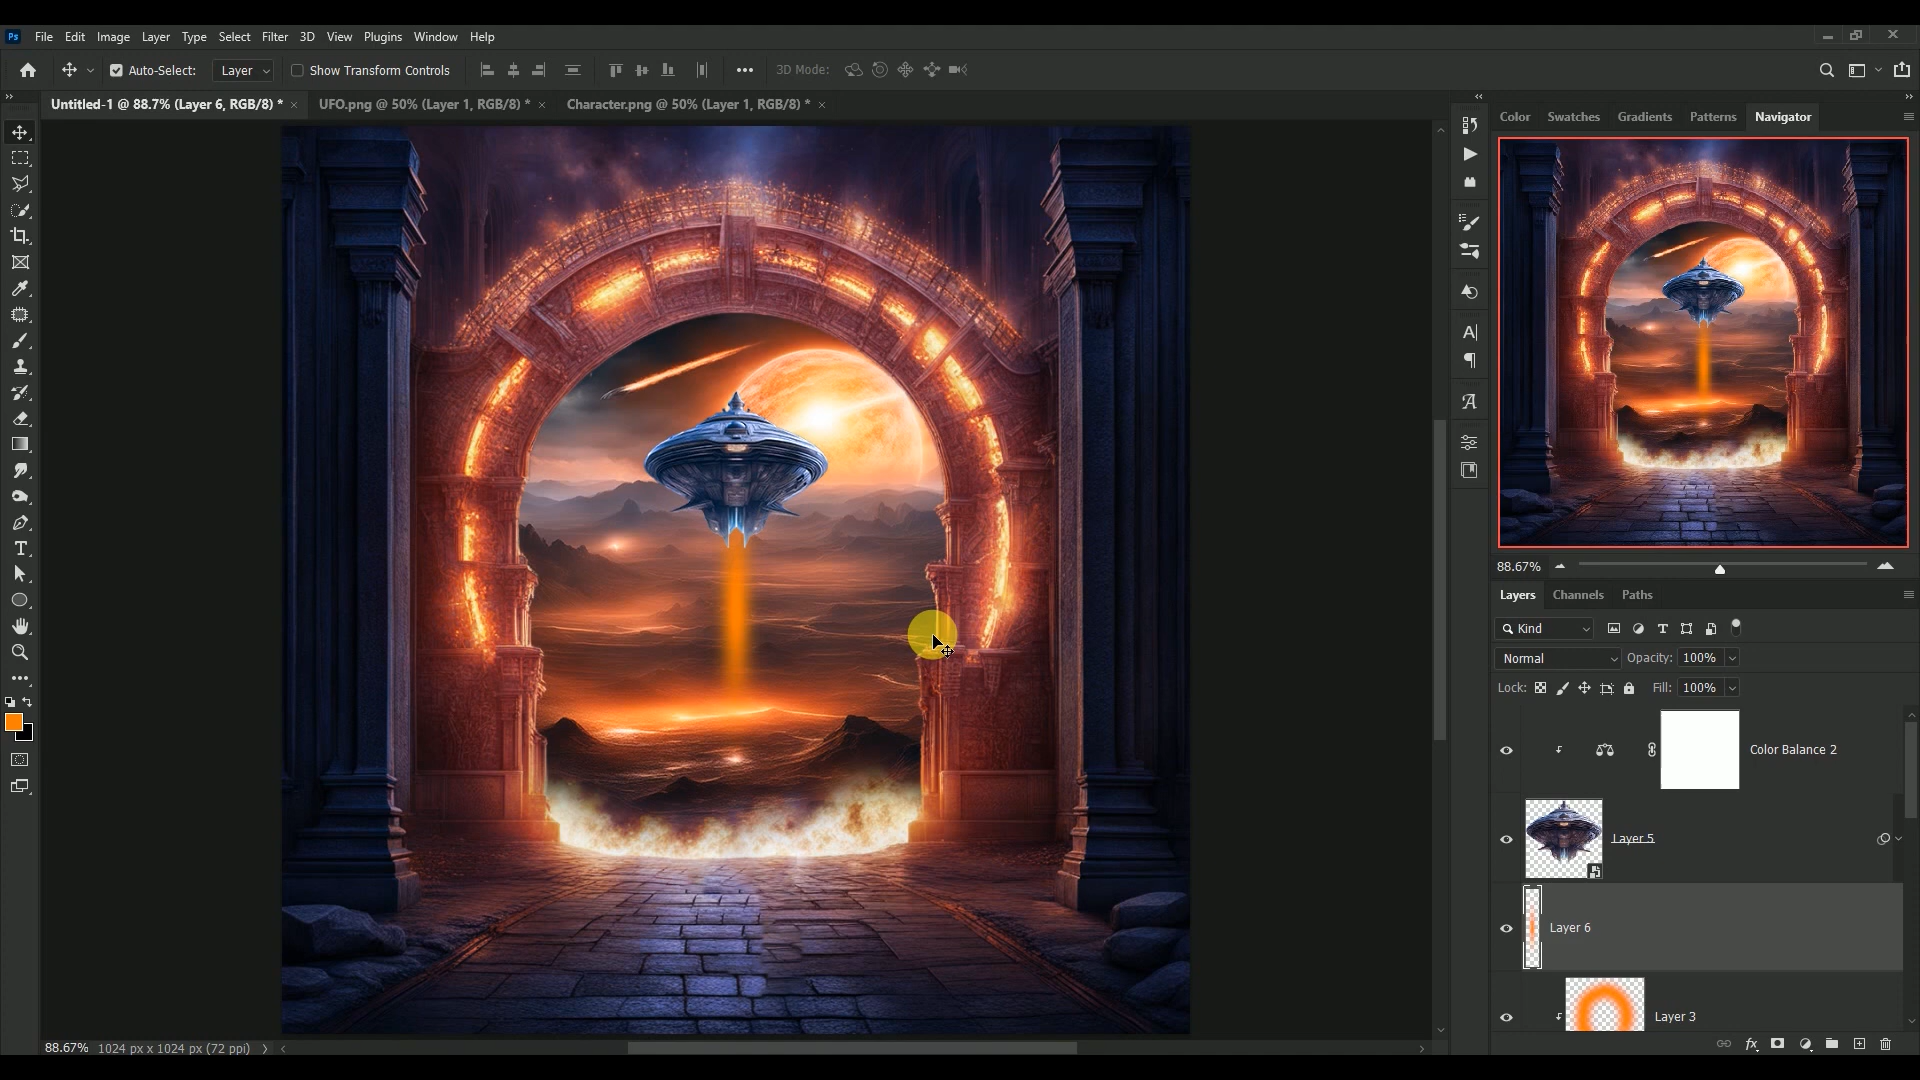 Ps File Edit Image Layer Type Select Filter 3D View Plugins Window Help
Auto-Select: Layer Show Transform Controls ••• 3D Mode:
Untitled-1 @ 88.7% (Layer 6, RGB/8) * × UFO.png @ 50% (Layer 1, RGB/8) * × Character.png @ 50% (Layer 1, RGB/8) * ×
Color Swatches Gradients Patterns Navigator
88.67%
Layers Channels Paths
Kind
Normal Opacity: 100%
Lock: Fill: 100%
Color Balance 2
Layer 5
Layer 6
Layer 3
88.67% 1024 px x 1024 px (72 ppi)